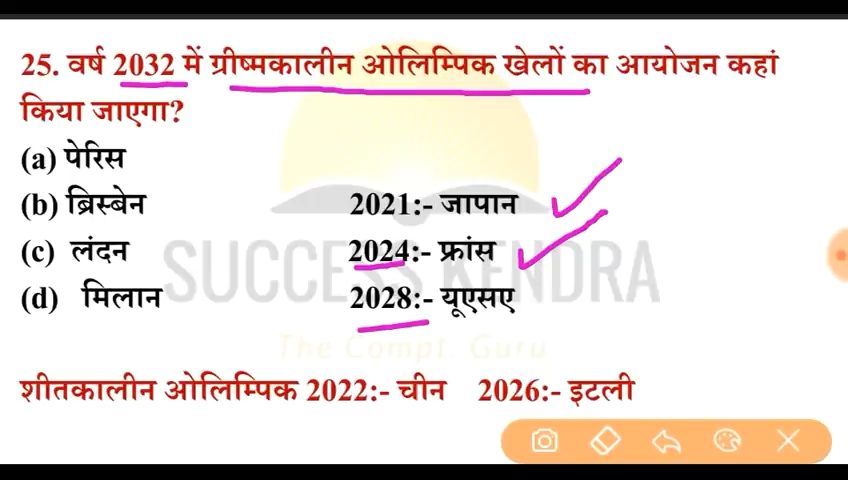 25. वर्ष 2032 में ग्रीष्मकालीन ओलिम्पिक खेलों का आयोजन कहां
किया जाएगा?
(a) पेरिस
(b) ब्रिस्बेन 2021:- जापान
(c) लंदन 2024:- फ्रांस
(d) मिलान 2028:- यूएसए
SUCCESS KENDRA
The Compt. Guru
शीतकालीन ओलिम्पिक 2022:- चीन 2026:- इटली